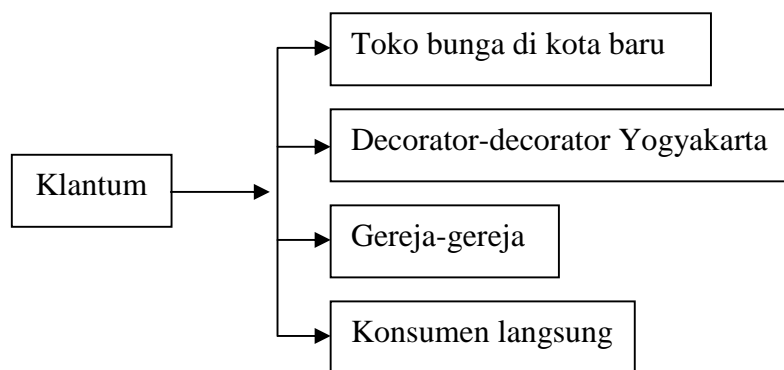 Toko bunga di kota baru
Decorator-decorator Yogyakarta
Klantum
Gereja-gereja
Konsumen langsung